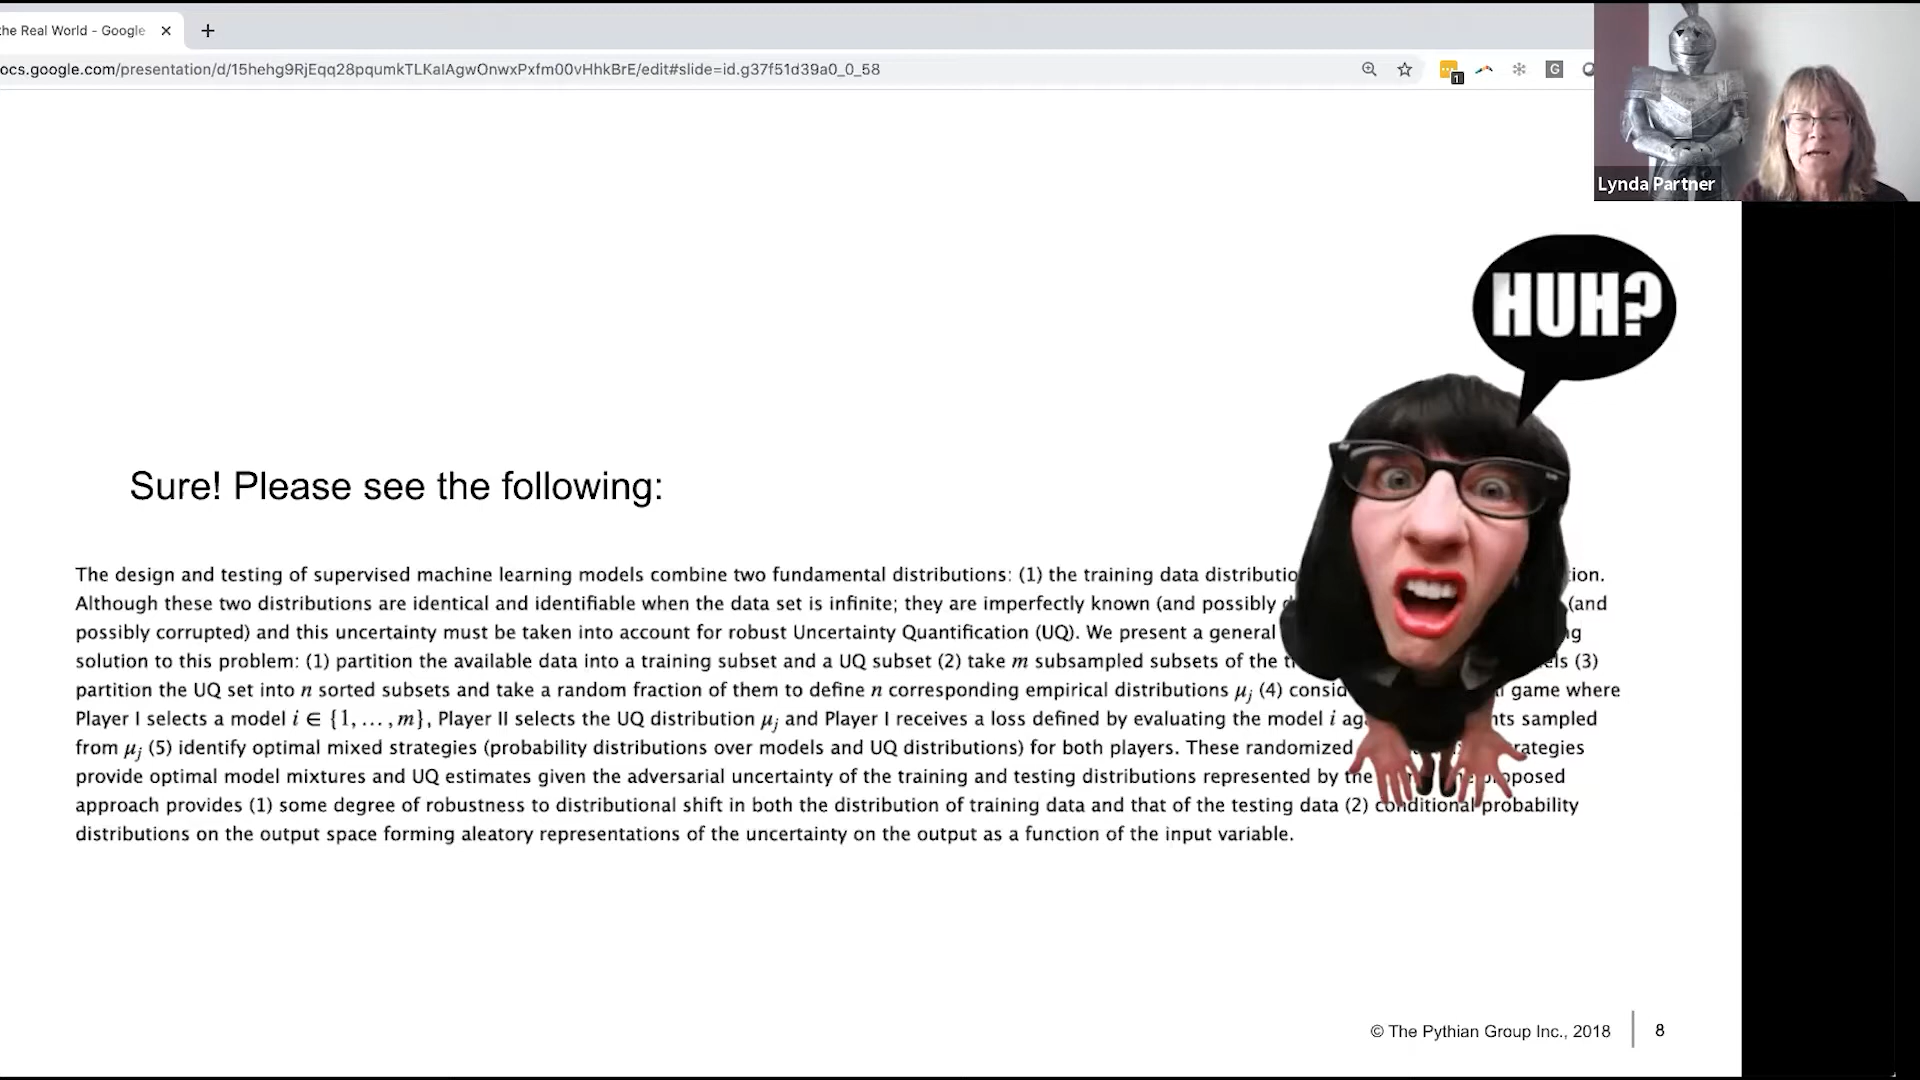 the Real World - Google
ocs.google.com/presentation/d/15hehg9RjEqq28pqumkTLKaIAgwOnwxPxfm00vHhkBrE/edit#slide=id.g37f51d39a0_0_58
1
G
Lynda Partner
HUH?
Sure! Please see the following:
The design and testing of supervised machine learning models combine two fundamental distributions: (1) the training data
Although these two distributions are identical and identifiable when the data set is infinite; they are imperfectly known (and possibly (and
possibly corrupted) and this uncertainty must be taken into account for robust Uncertainty Quantification (UQ). We present a general
solution to this problem: (1) partition the available data into a training subset and a UQ subset (2) take m subsampled subsets of the (3)
partition the UQ set into n sorted subsets and take a random fraction of them to define n corresponding empirical distributions μj (4) game where
Player I selects a model i ∈ {1, … , m}, Player II selects the UQ distribution μj and Player I receives a loss defined by evaluating the model i sampled
from μj (5) identify optimal mixed strategies (probability distributions over models and UQ distributions) for both players. These randomized
provide optimal model mixtures and UQ estimates given the adversarial uncertainty of the training and testing distributions represented by the proposed
approach provides (1) some degree of robustness to distributional shift in both the distribution of training data and that of the testing data (2) conditional probability
distributions on the output space forming aleatory representations of the uncertainty on the output as a function of the input variable.
© The Pythian Group Inc., 2018
8